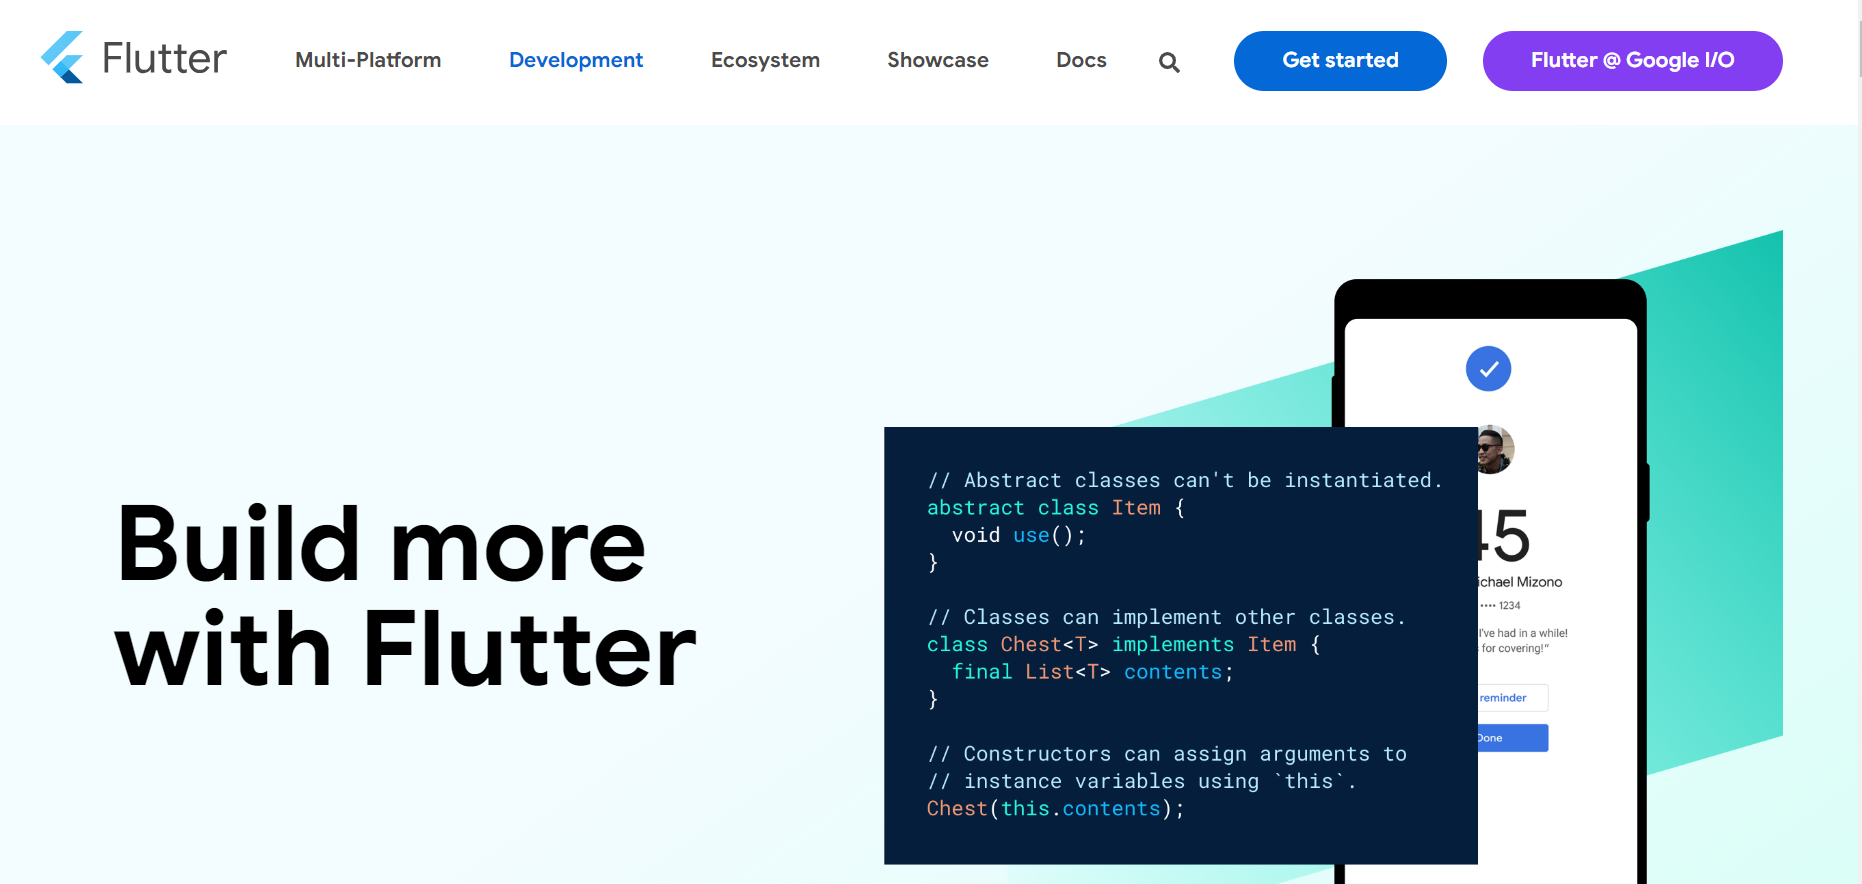 Flutter
Multi-Platform
Development
Ecosystem
Showcase
Docs
Get started
Flutter @ Google I/O
Build more
with Flutter
// Abstract classes can't be instantiated.
abstract class Item {
  void use();
}
// Classes can implement other classes.
class Chest<T> implements Item {
  final List<T> contents;
}
// Constructors can assign arguments to
// instance variables using `this`.
Chest(this.contents);
45
ichael Mizono
•••• 1234
I've had in a while!
for covering!"
reminder
Done